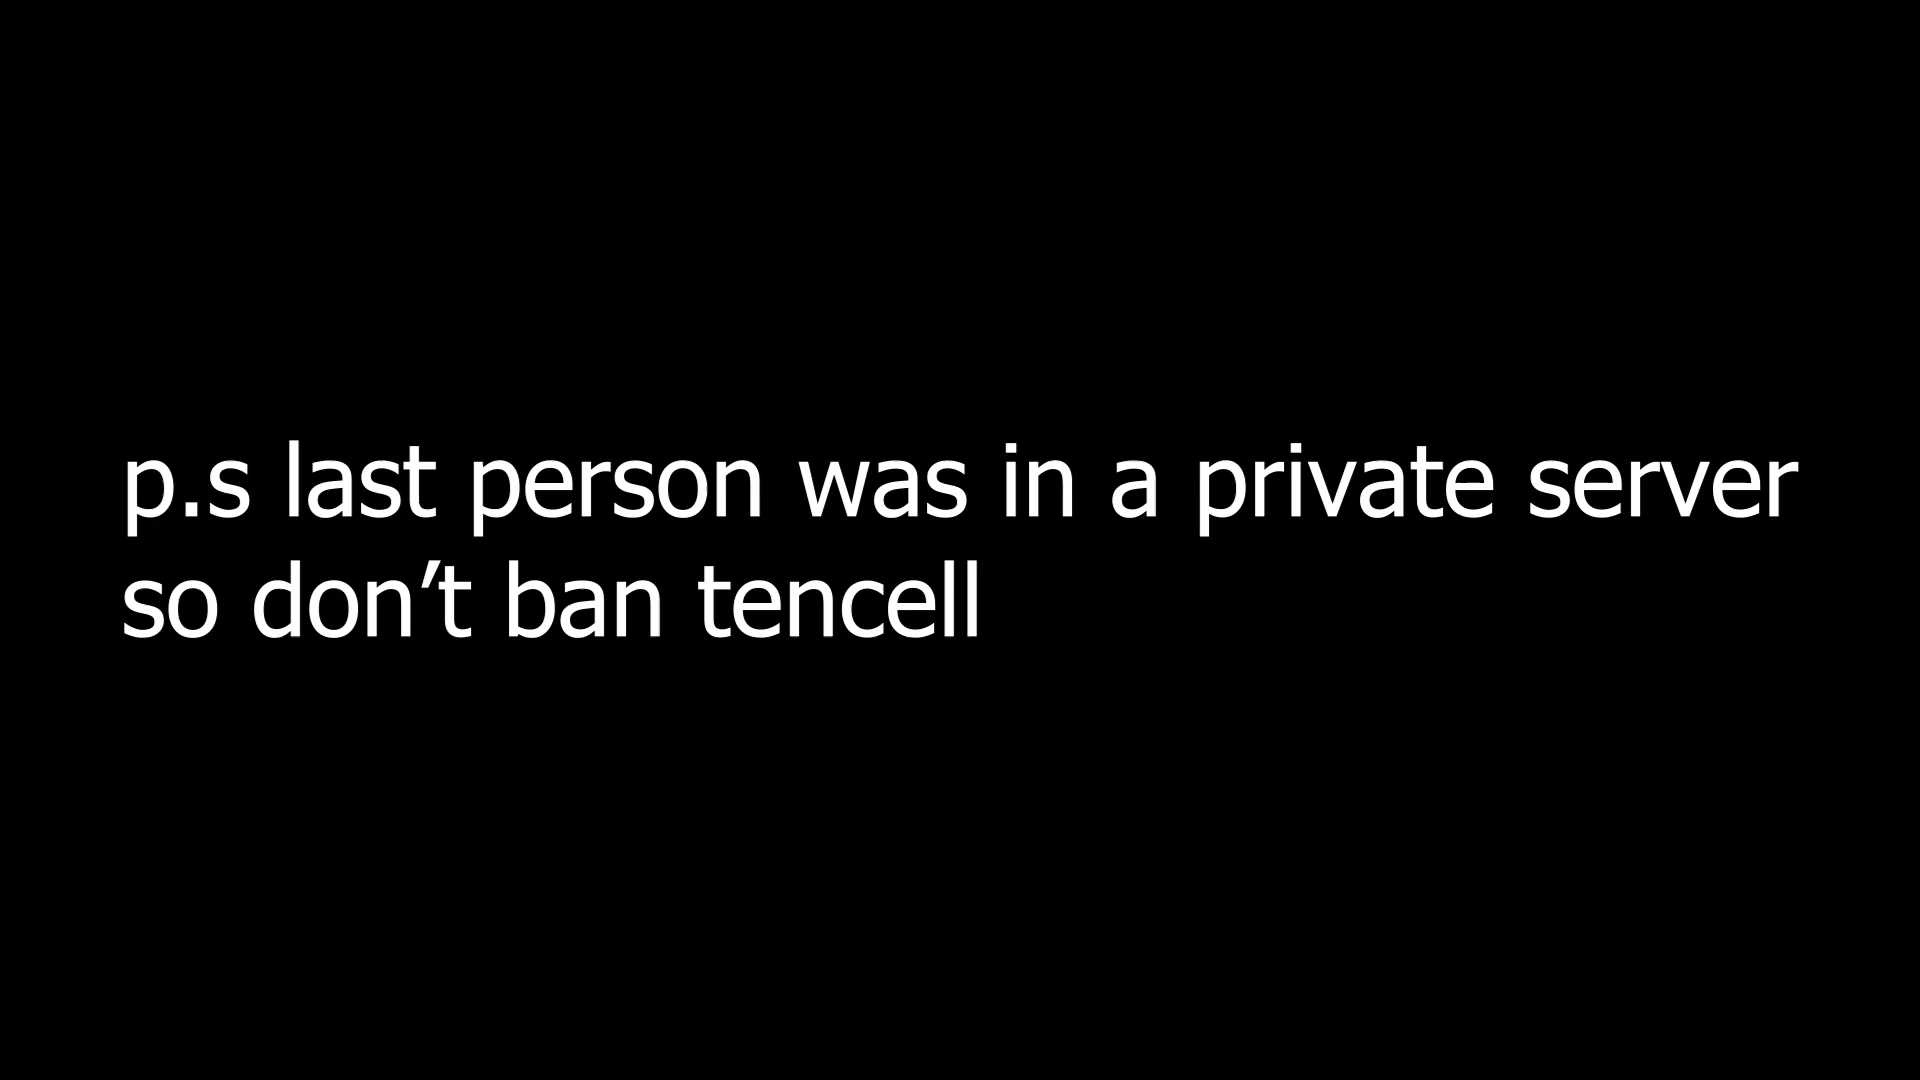 p.s last person was in a private server
so don’t ban tencell